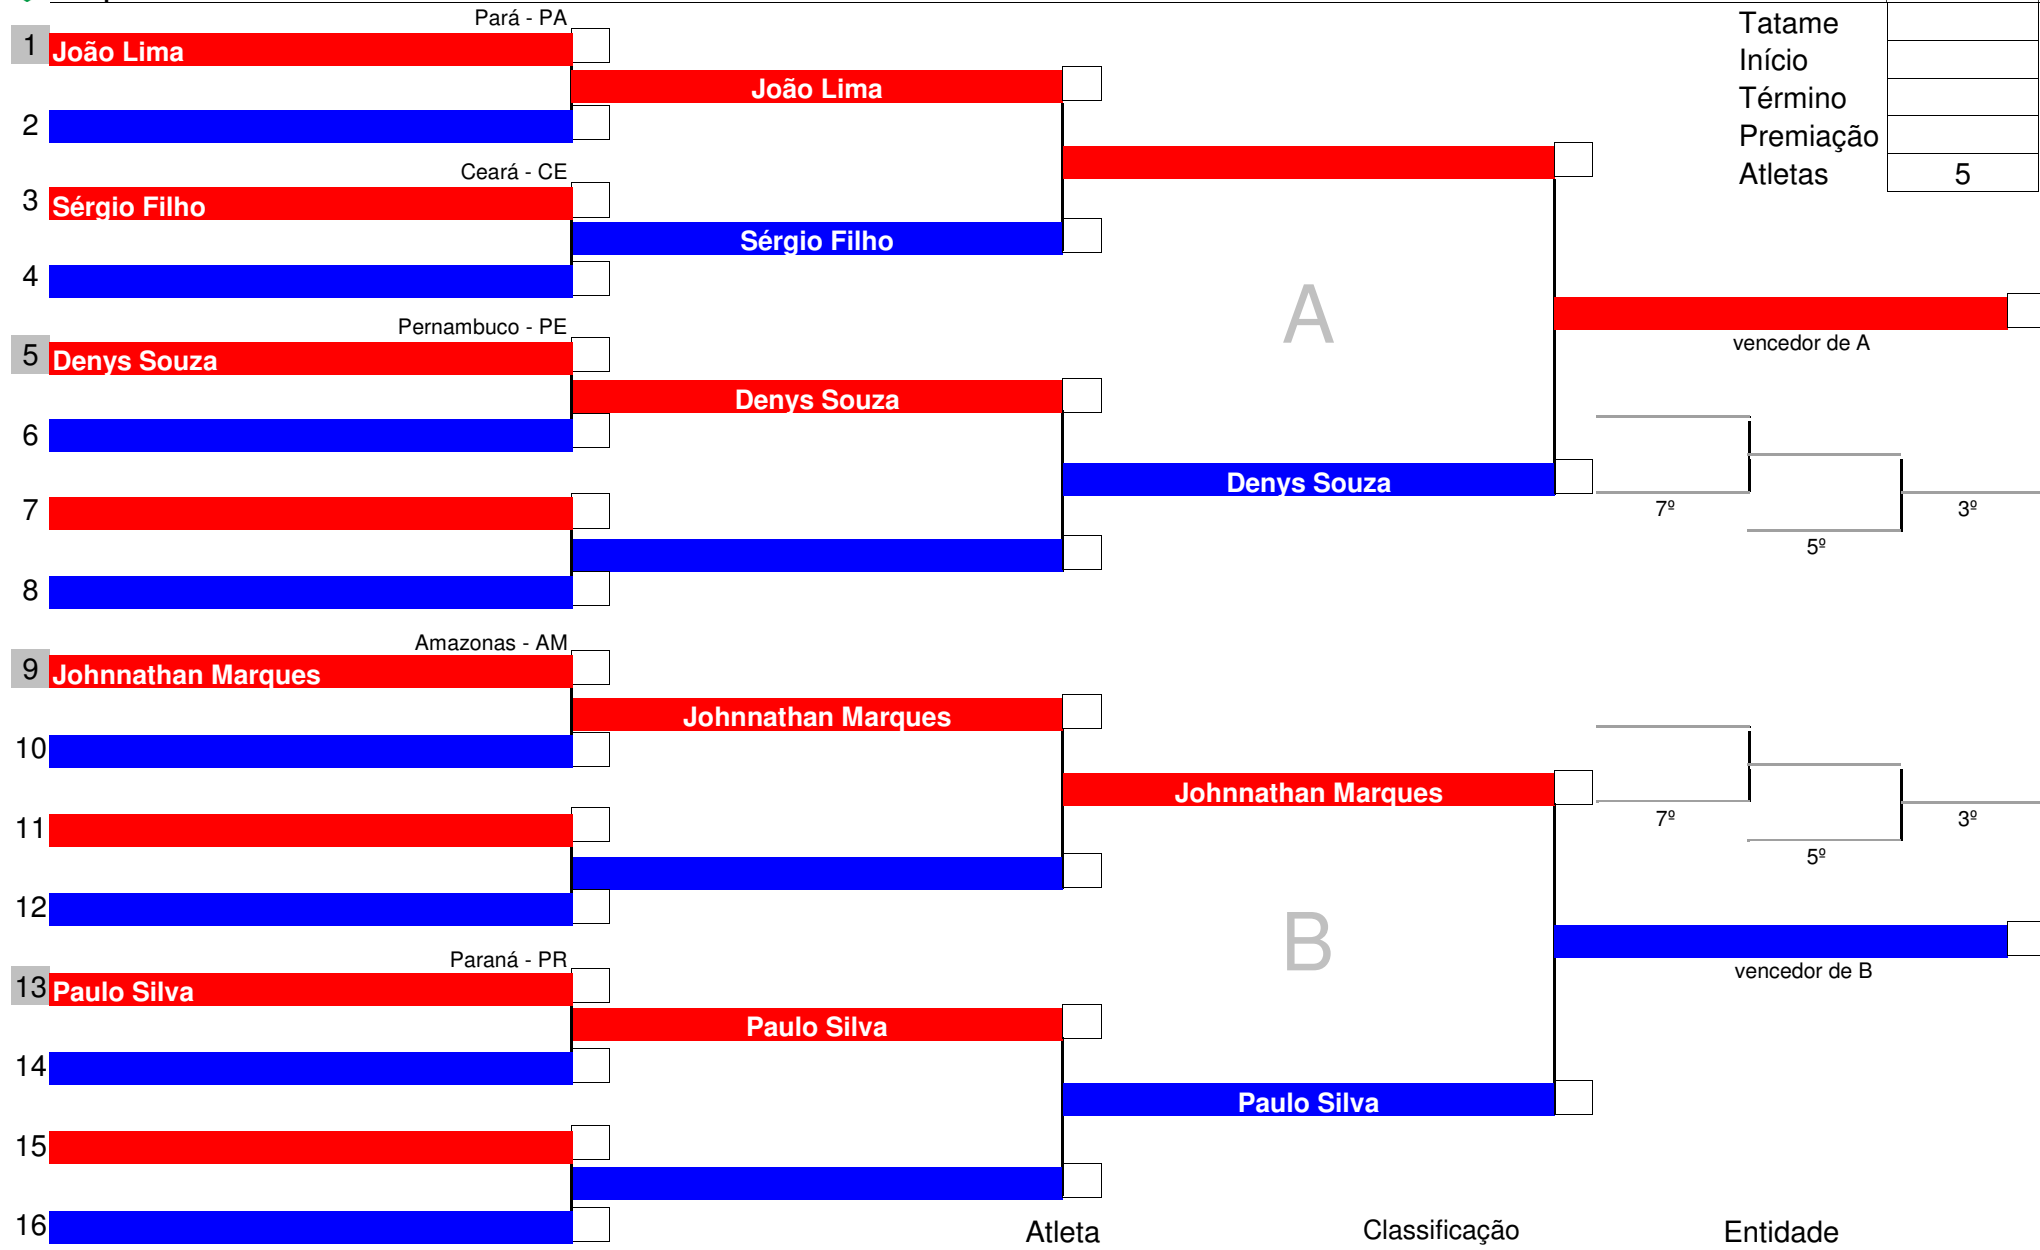 Pará - PA
1 João Lima
João Lima
2
Ceará - CE
3 Sérgio Filho
Sérgio Filho
4
Pernambuco - PE
5 Denys Souza
Denys Souza
6
Denys Souza
7
8
Amazonas - AM
9 Johnnathan Marques
Johnnathan Marques
10
Johnnathan Marques
11
12
Paraná - PR
13 Paulo Silva
Paulo Silva
14
Paulo Silva
15
16
A
B
Tatame
Início
Término
Premiação
Atletas 5
vencedor de A
7º
5º
3º
7º
5º
3º
vencedor de B
Atleta Classificação Entidade